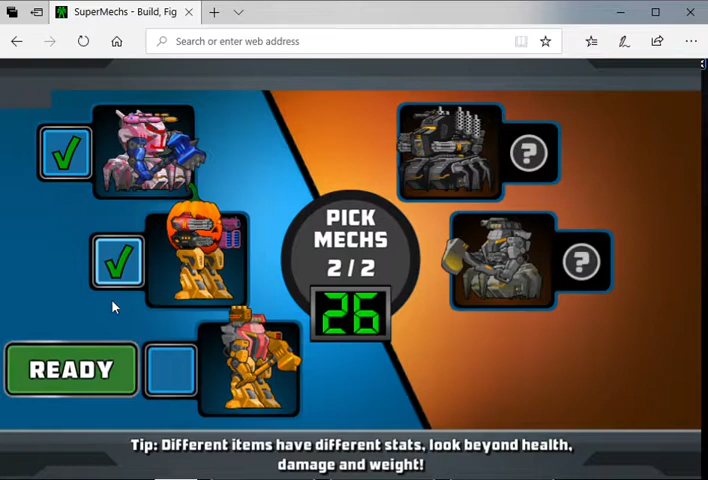 SuperMechs - Build, Fig
Search or enter web address
PICK
MECHS
2/2
26
?
?
READY
Tip: Different items have different stats, look beyond health,
damage and weight!